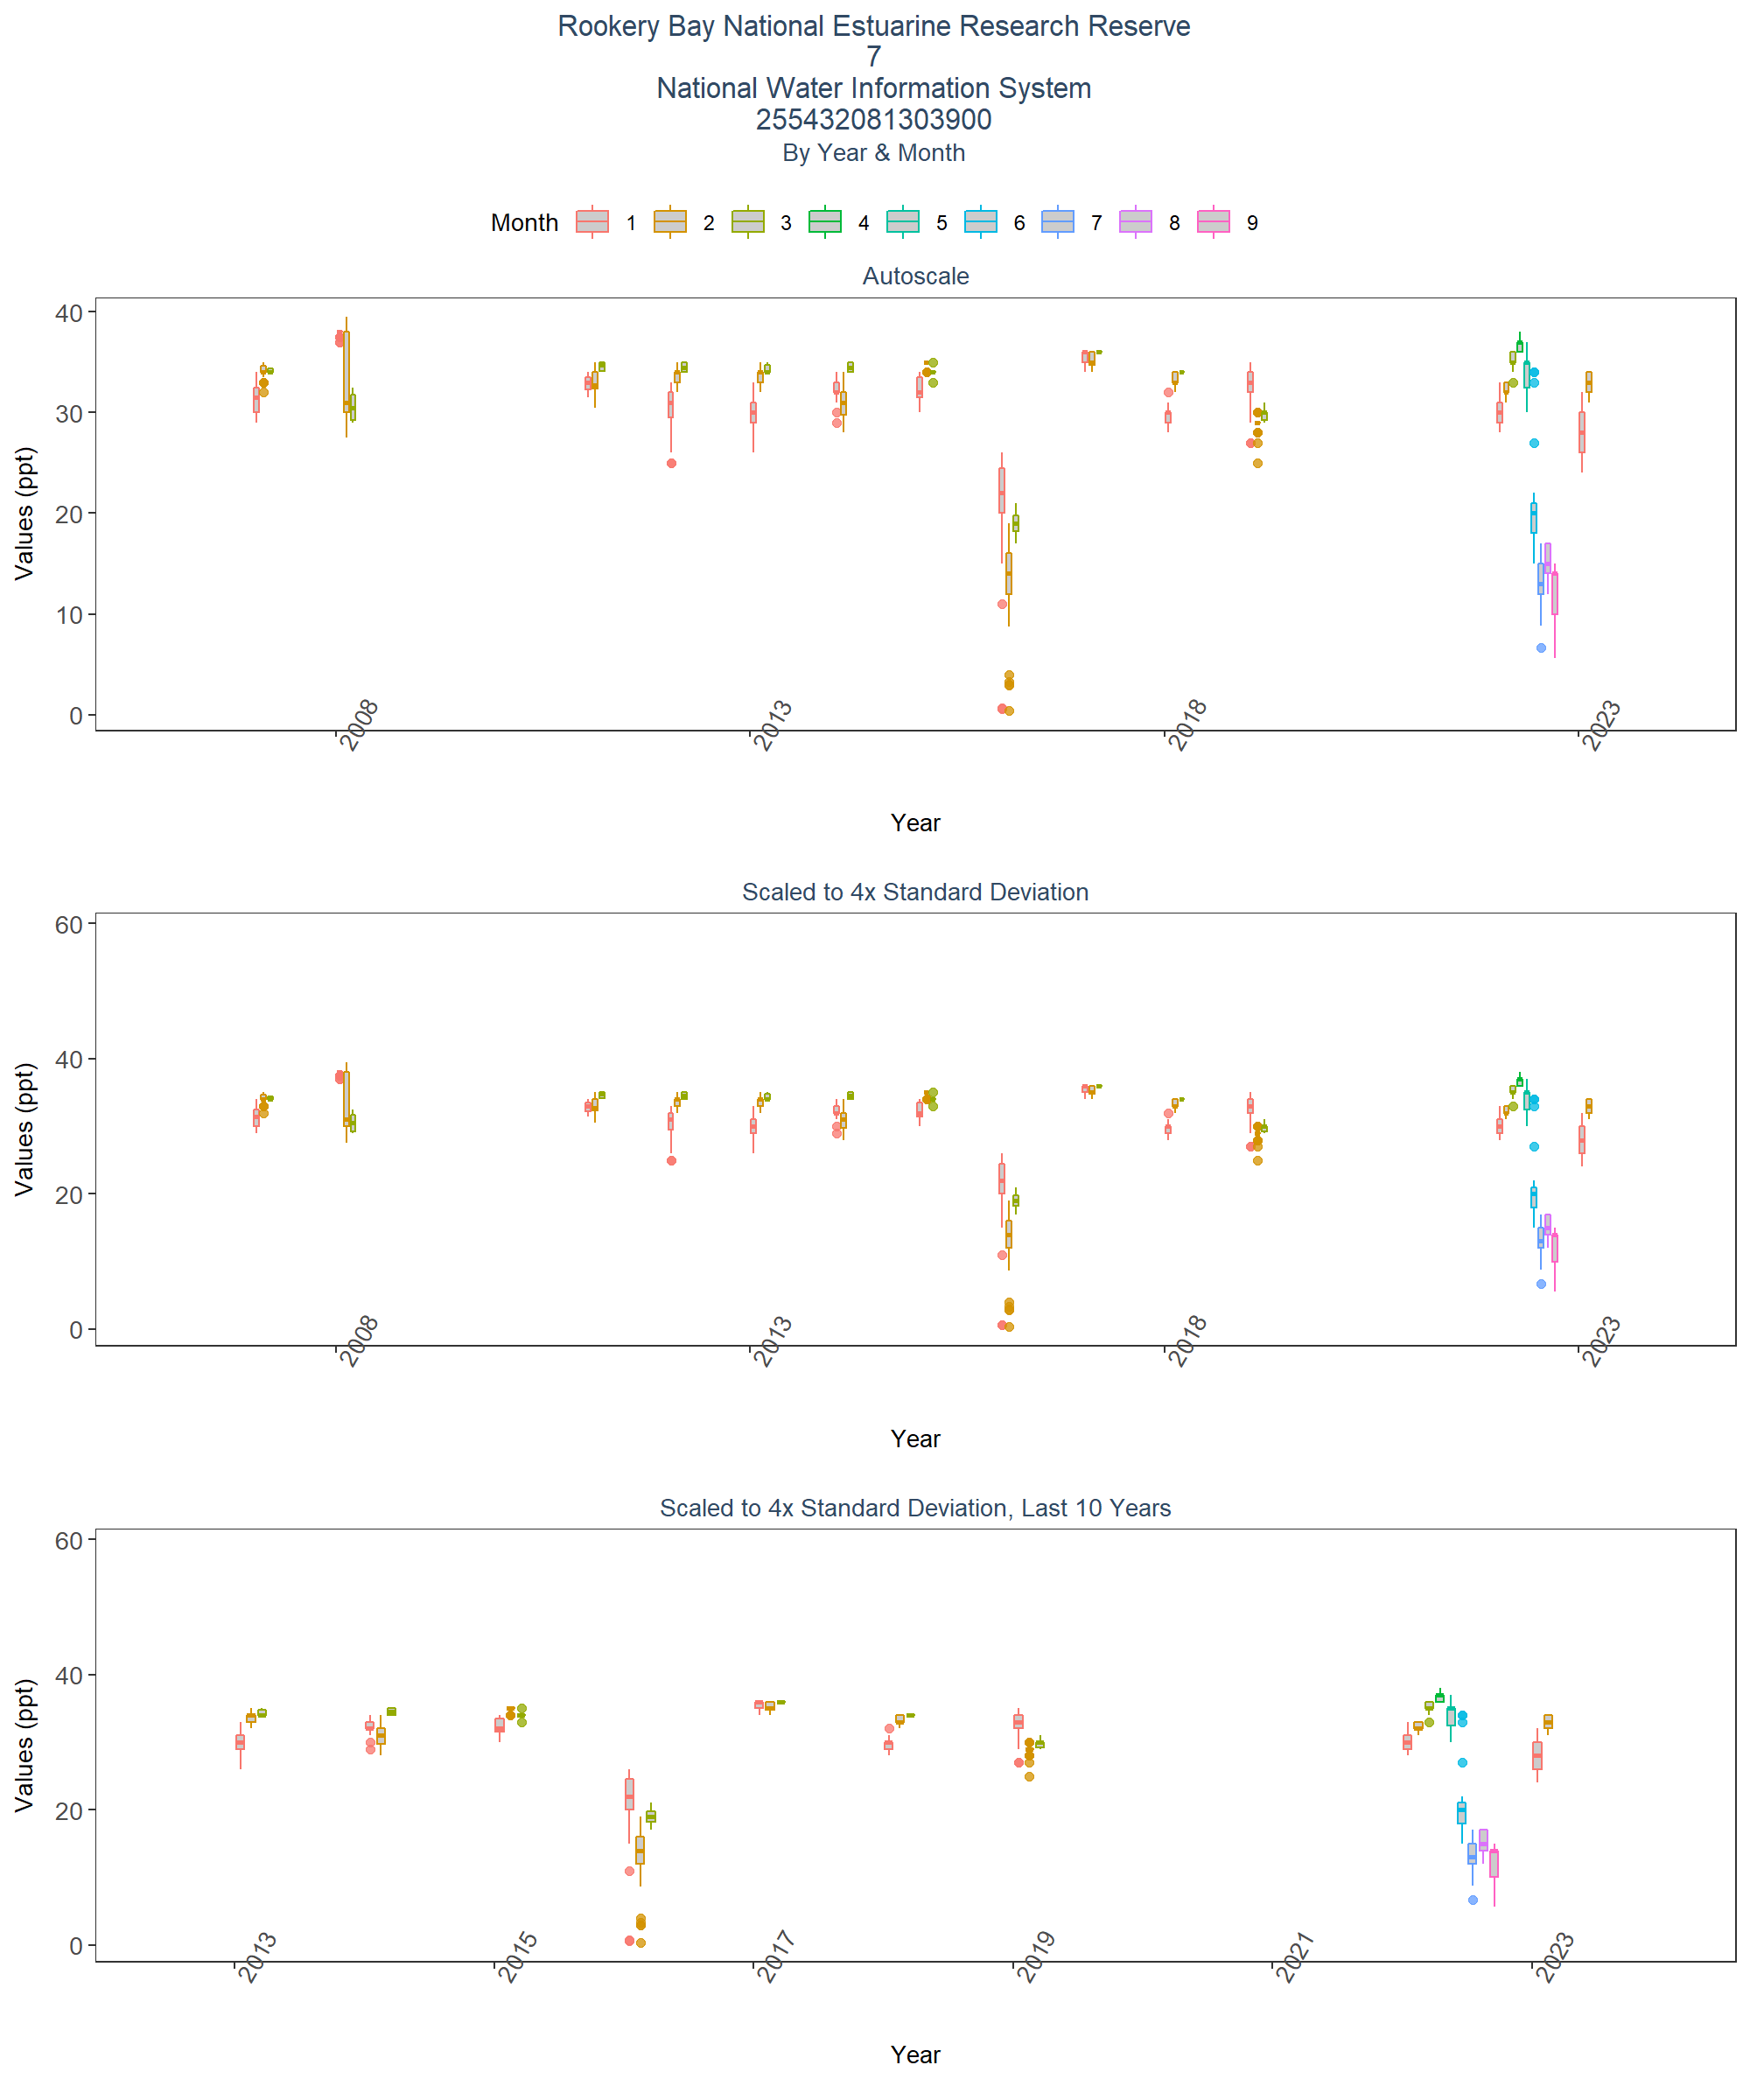 Rookery Bay National Estuarine Research Reserve
7
National Water Information System
255432081303900
By Year & Month
Month 1 2 3 4 5 6 7 8 9
Autoscale
Values (ppt)
40
30
20
10
0
2008 2013 2018 2023
Year
Scaled to 4x Standard Deviation
Values (ppt)
60
40
20
0
2008 2013 2018 2023
Year
Scaled to 4x Standard Deviation, Last 10 Years
Values (ppt)
60
40
20
0
2013 2015 2017 2019 2021 2023
Year